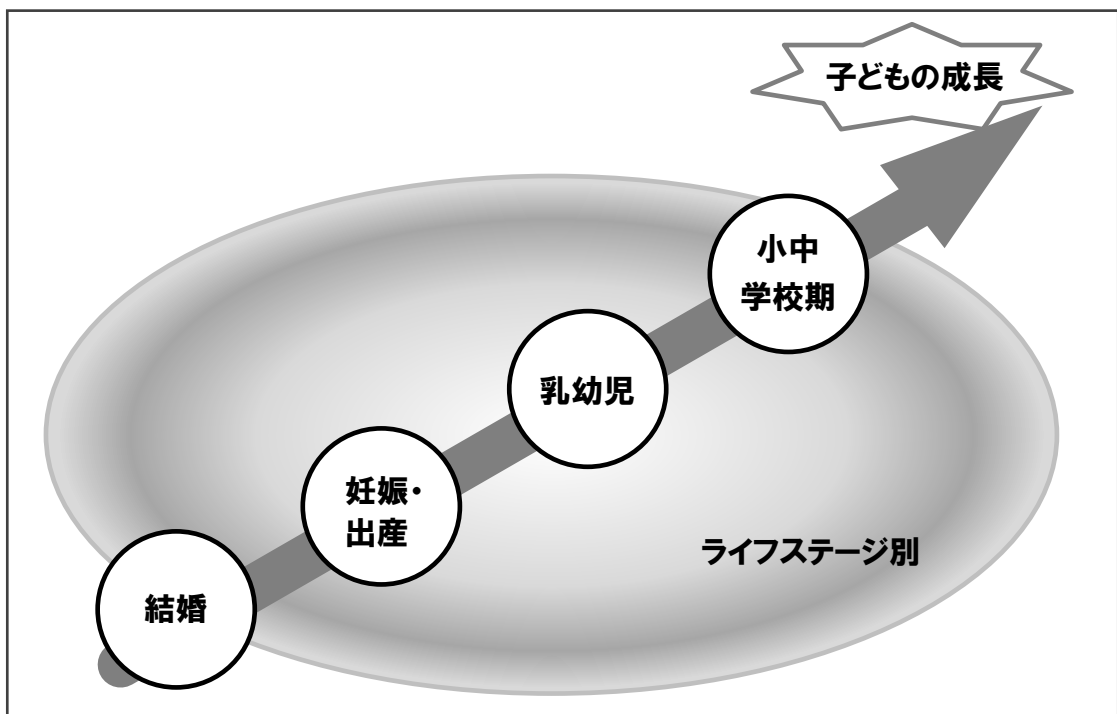 子どもの成長
小中
学校期
乳幼児
妊娠・
出産
ライフステージ別
結婚